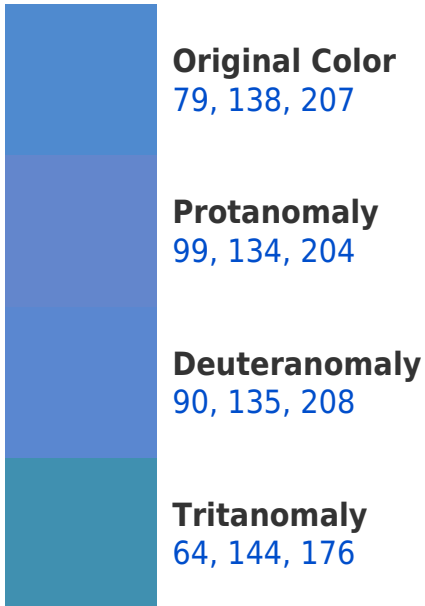 Original Color
79, 138, 207
Protanomaly
99, 134, 204
Deuteranomaly
90, 135, 208
Tritanomaly
64, 144, 176